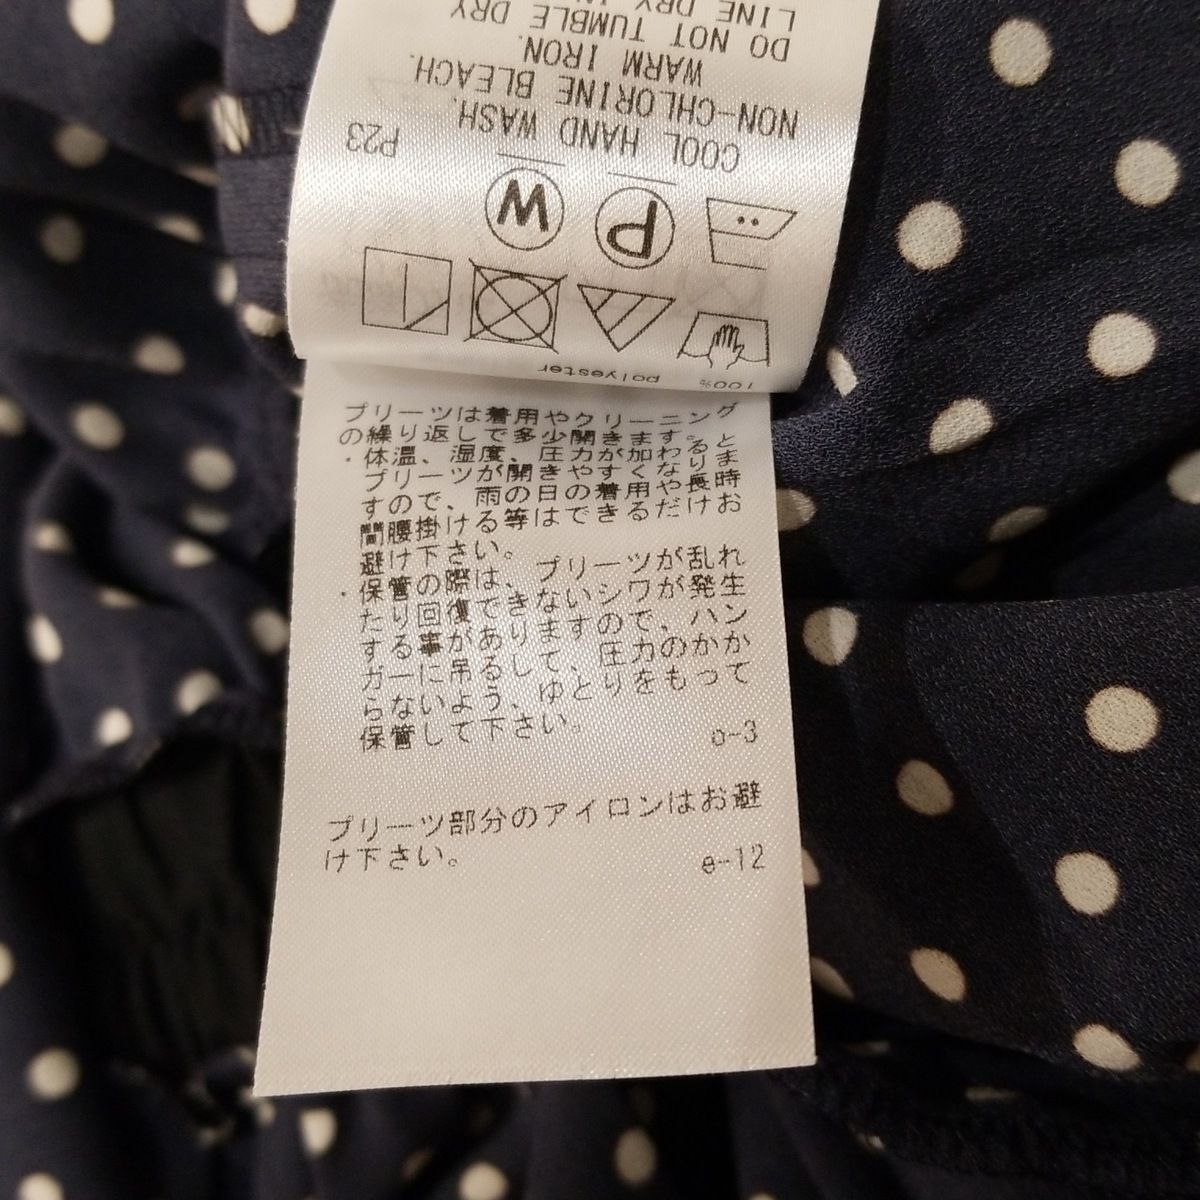 LINE DRY IN
DO NOT TUMBLE DRY
WARM IRON.
NON-CHLORINE BLEACH.
COOL HAND WASH.
P23
W
P
100% polyester
プリーツは着用やクリーニング
の繰り返しで多少開きます。
・体温、湿度、圧力が加わると
プリーツが開きやすくなりま
すので、雨の日の着用や長時
間腰掛ける等はできるだけお
避け下さい。
・保管の際は、プリーツが乱れ
たり回復できないシワが発生
する事がありますので、ハン
ガーに吊るして、圧力のかか
らないよう、ゆとりをもって
保管して下さい。
o-3
プリーツ部分のアイロンはお避
け下さい。
e-12